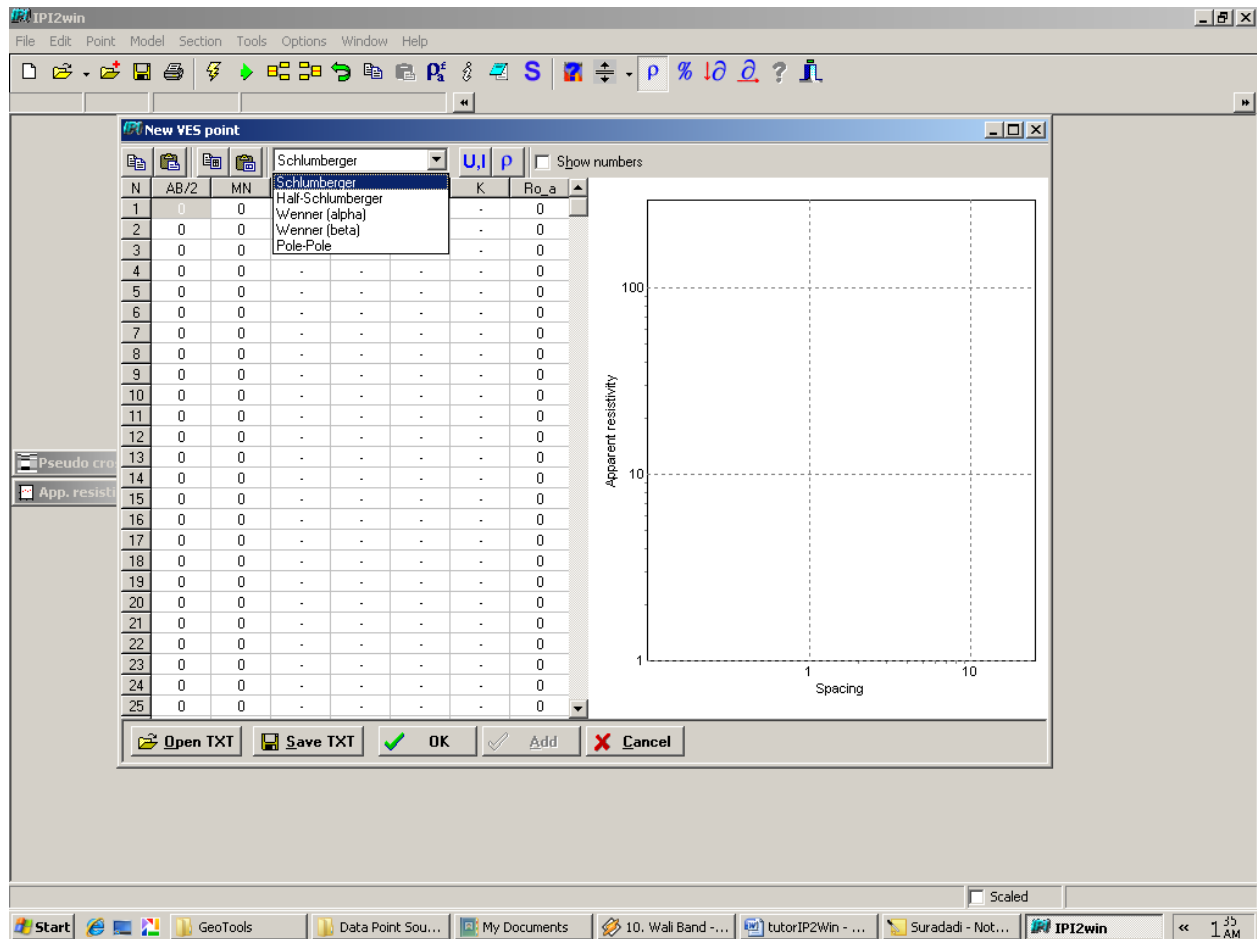 IPI2win
File Edit Point Model Section Tools Options Window Help
New VES point
Schlumberger U,I ρ Show numbers
N AB/2 MN K Ro_a
Schlumberger
Half-Schlumberger
Wenner (alpha)
Wenner (beta)
Pole-Pole
1 0 0 - 0
2 0 0 - 0
3 0 0 - 0
4 0 0 - - - - 0
5 0 0 - - - - 0
6 0 0 - - - - 0
7 0 0 - - - - 0
8 0 0 - - - - 0
9 0 0 - - - - 0
10 0 0 - - - - 0
11 0 0 - - - - 0
12 0 0 - - - - 0
13 0 0 - - - - 0
14 0 0 - - - - 0
15 0 0 - - - - 0
16 0 0 - - - - 0
17 0 0 - - - - 0
18 0 0 - - - - 0
19 0 0 - - - - 0
20 0 0 - - - - 0
21 0 0 - - - - 0
22 0 0 - - - - 0
23 0 0 - - - - 0
24 0 0 - - - - 0
25 0 0 - - - - 0
100
10
1
Apparent resistivity
1 10
Spacing
Pseudo cro
App. resisti
Open TXT Save TXT OK Add Cancel
Scaled
Start GeoTools Data Point Sou... My Documents 10. Wali Band -... tutorIP2Win - ... Suradadi - Not... IPI2win « 1 35 AM